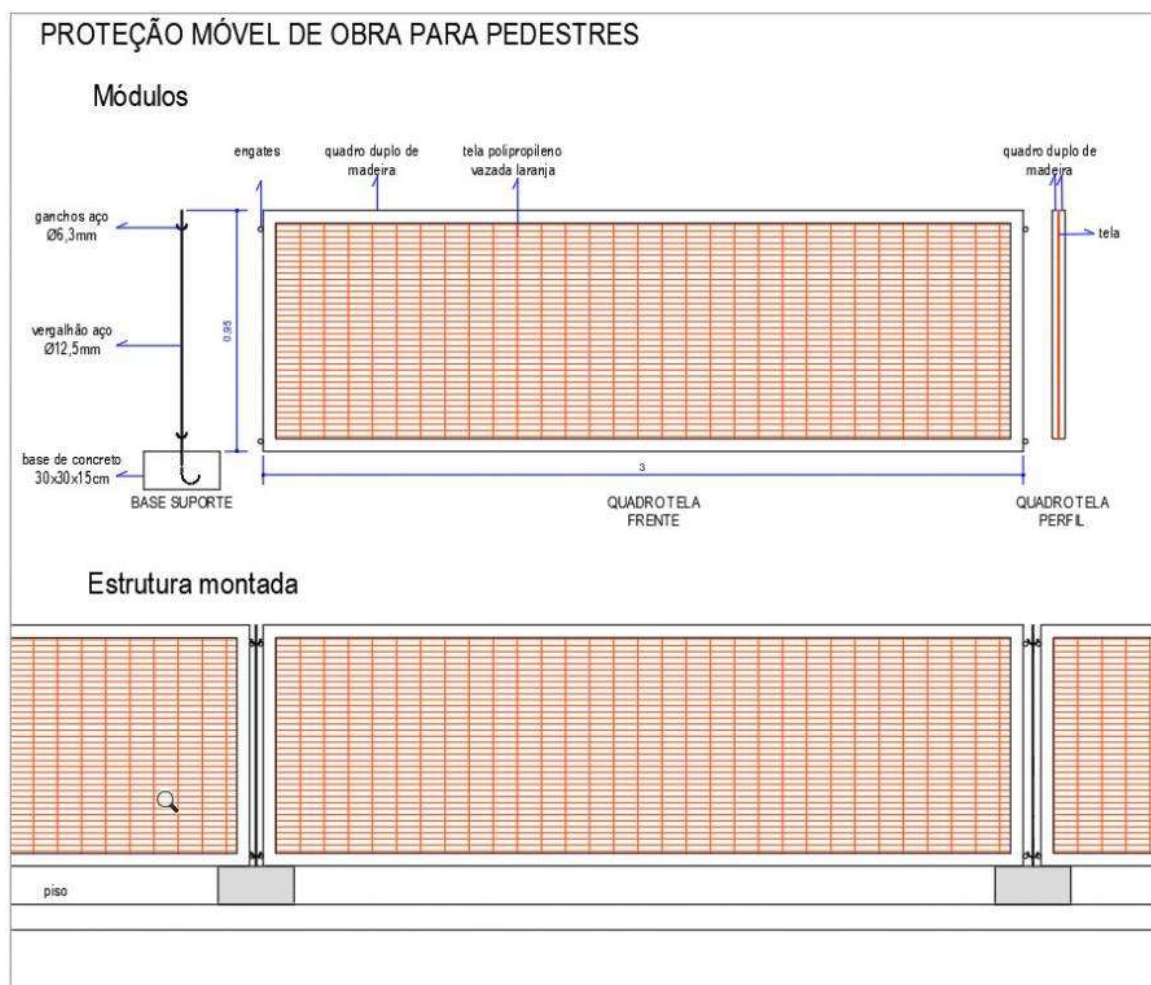 PROTEÇÃO MÓVEL DE OBRA PARA PEDESTRES
Módulos
engates
quadro duplo de
madeira
tela polipropileno
vazada laranja
quadro duplo de
madeira
ganchos aço
Ø6,3mm
tela
vergalhão aço
Ø12,5mm
0,95
base de concreto
30x30x15cm
3
BASE SUPORTE
QUADRO TELA
FRENTE
QUADRO TELA
PERFIL
Estrutura montada
piso